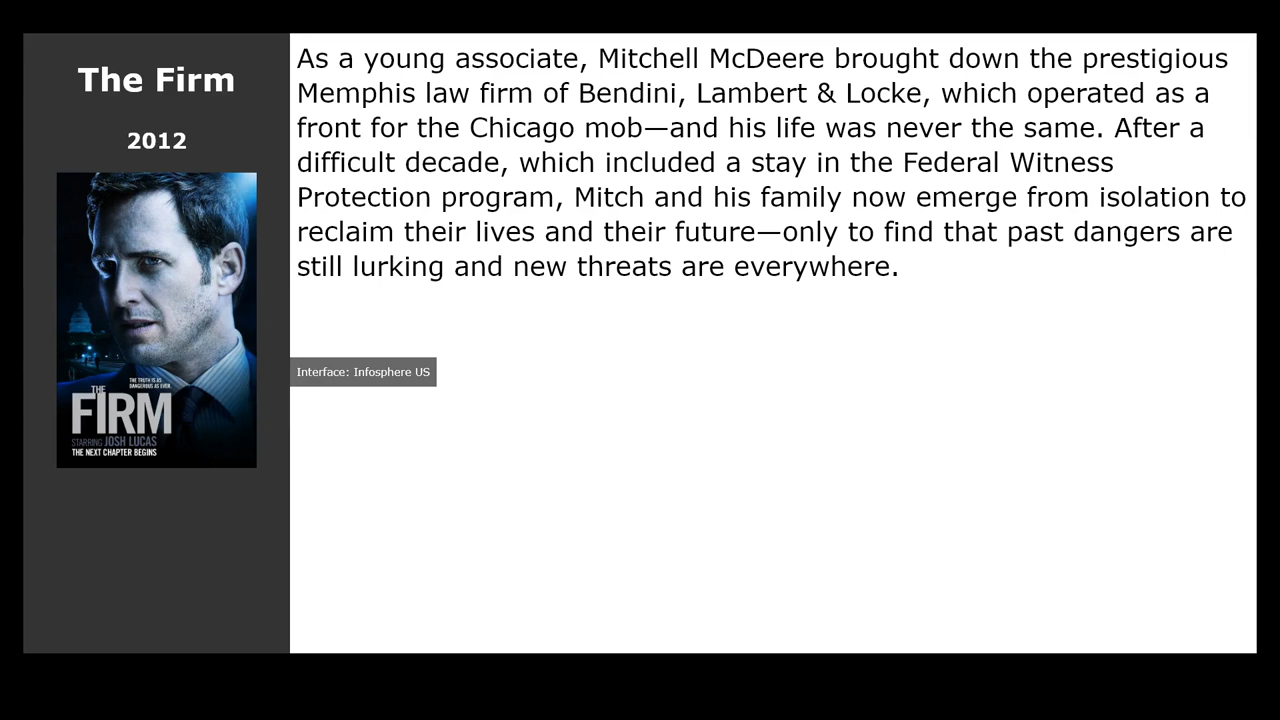 The Firm
2012
THE TRUTH IS AS
DANGEROUS AS EVER.
THE
FIRM
STARRING JOSH LUCAS
THE NEXT CHAPTER BEGINS
As a young associate, Mitchell McDeere brought down the prestigious
Memphis law firm of Bendini, Lambert & Locke, which operated as a
front for the Chicago mob—and his life was never the same. After a
difficult decade, which included a stay in the Federal Witness
Protection program, Mitch and his family now emerge from isolation to
reclaim their lives and their future—only to find that past dangers are
still lurking and new threats are everywhere.
Interface: Infosphere US